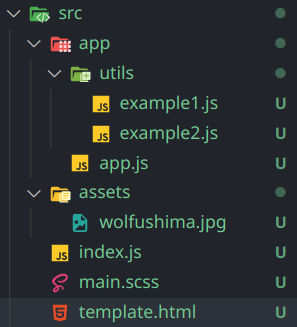 src
app
utils
JS example1.js U
JS example2.js U
JS app.js U
assets
wolfushima.jpg U
JS index.js U
main.scss U
5 template.html U